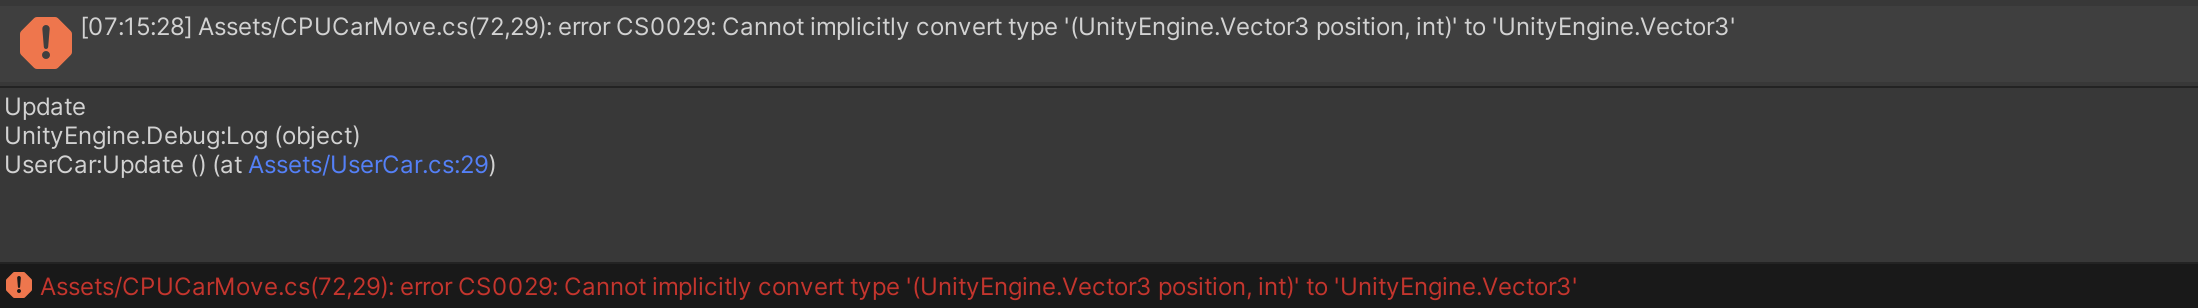 [07:15:28] Assets/CPUCarMove.cs(72,29): error CS0029: Cannot implicitly convert type '(UnityEngine.Vector3 position, int)' to 'UnityEngine.Vector3'
Update
UnityEngine.Debug:Log (object)
UserCar:Update () (at Assets/UserCar.cs:29)
Assets/CPUCarMove.cs(72,29): error CS0029: Cannot implicitly convert type '(UnityEngine.Vector3 position, int)' to 'UnityEngine.Vector3'